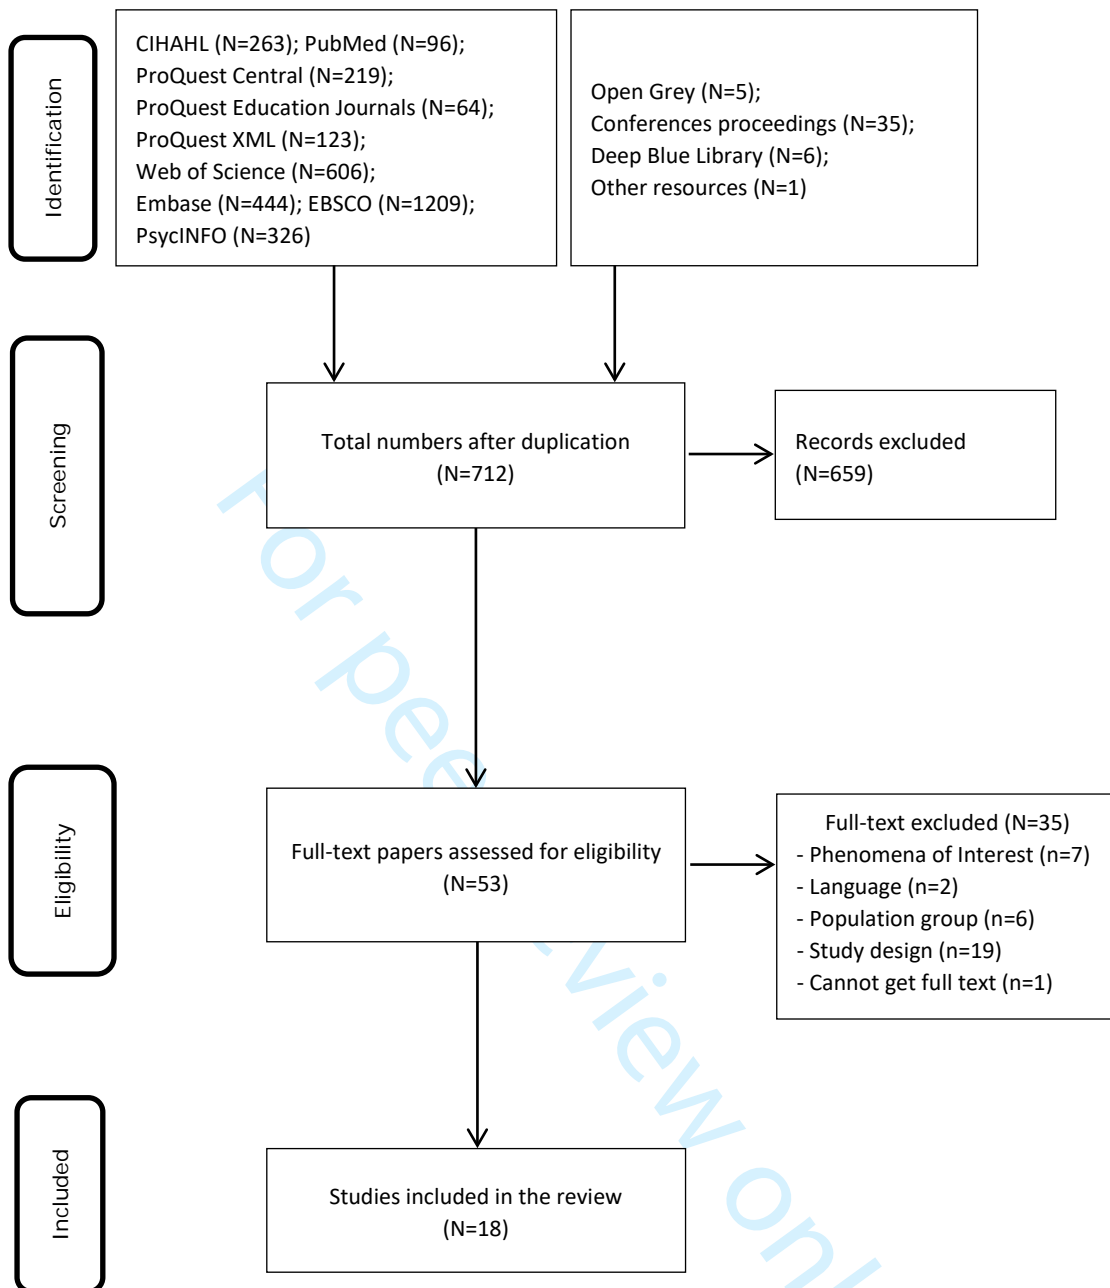 Identification
CIHAHL (N=263); PubMed (N=96);
ProQuest Central (N=219);
ProQuest Education Journals (N=64);
ProQuest XML (N=123);
Web of Science (N=606);
Embase (N=444); EBSCO (N=1209);
PsycINFO (N=326)
Open Grey (N=5);
Conferences proceedings (N=35);
Deep Blue Library (N=6);
Other resources (N=1)
Screening
Total numbers after duplication
(N=712)
Records excluded
(N=659)
Eligibility
Full-text papers assessed for eligibility
(N=53)
Full-text excluded (N=35)
- Phenomena of Interest (n=7)
- Language (n=2)
- Population group (n=6)
- Study design (n=19)
- Cannot get full text (n=1)
Included
Studies included in the review
(N=18)
For peer review onl